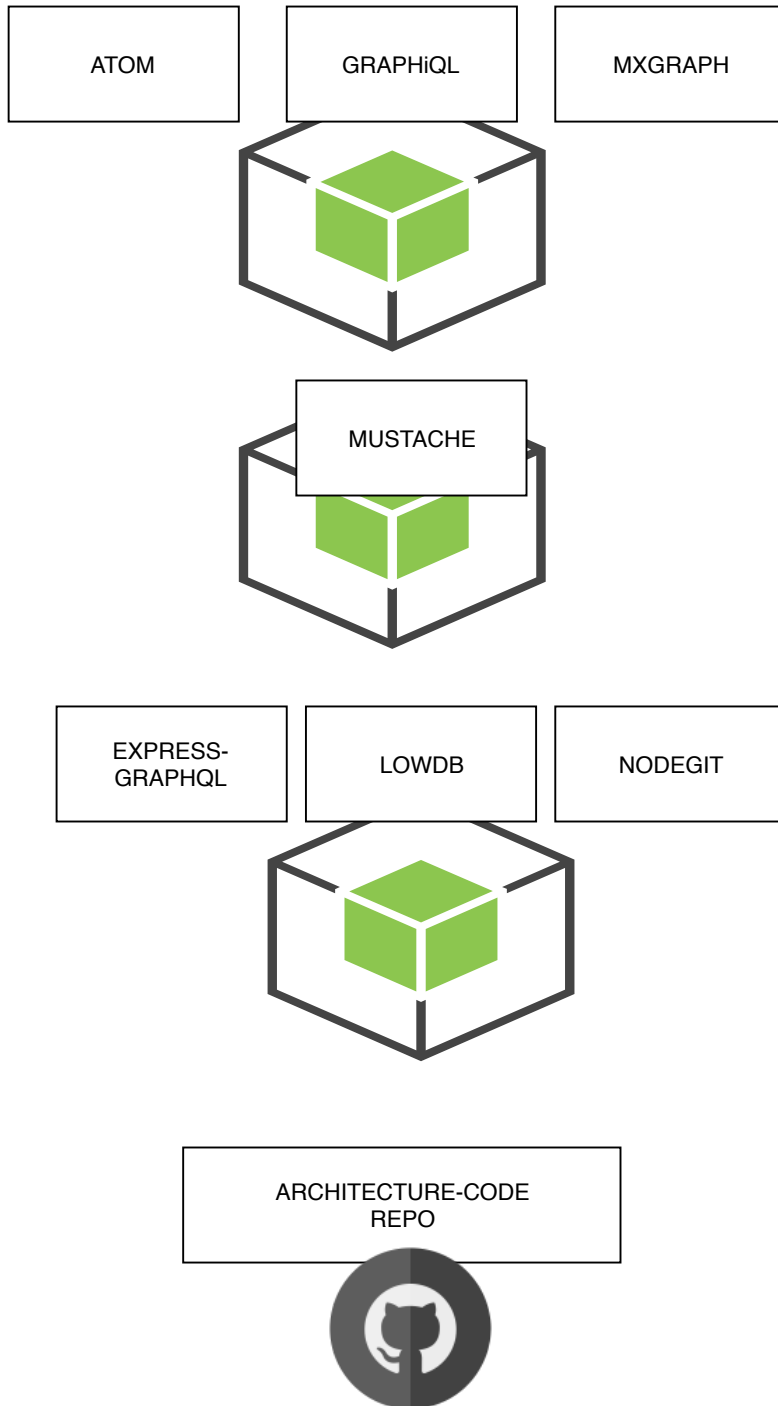 ATOM
GRAPHiQL
MXGRAPH
MUSTACHE
EXPRESS-
GRAPHQL
LOWDB
NODEGIT
ARCHITECTURE-CODE
REPO